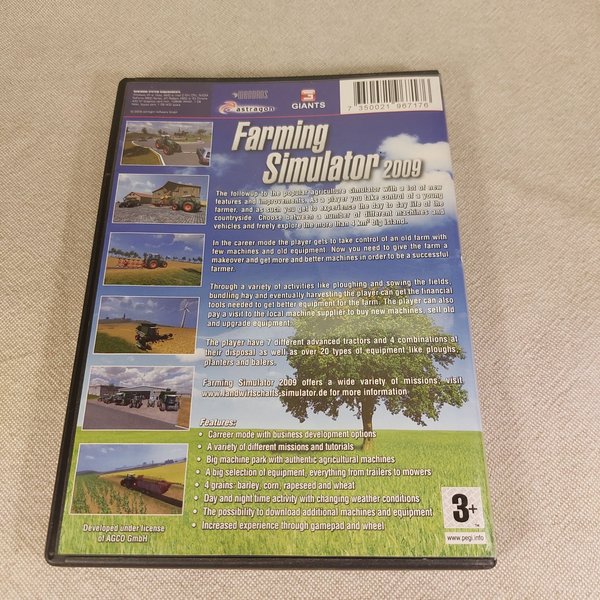 MINIMUM SYSTEM REQUIREMENTS:
astragon
GIANTS
7 350021 967176
Farming
Simulator 2009
The followup to the popular agriculture simulator with a lot of new
features and improvements. As a player you take control of a young
farmer, and as such you get to experience the day to day life of the
countryside. Choose between a number of different machines and
vehicles and freely explore the more than 4 km² big island.
In the career mode the player gets to take control of an old farm with
few machines and old equipment. Now you need to give the farm a
makeover and get more and better machines in order to be a successful
farmer.
Through a variety of activities like ploughing and sowing the fields,
bundling hay and eventually harvesting the player can get the financial
tools needed to get better equipment for the farm. The player can also
pay a visit to the local machine supplier to buy new machines, sell old
and upgrade equipment.
The player have 7 different advanced tractors and 4 combinations at
their disposal as well as over 20 types of equipment like ploughs,
planters and balers.
Farming Simulator 2009 offers a wide variety of missions, visit
www.landwirtschafts-simulator.de for more information
Features:
• Carreer mode with business development options
• A variety of different missions and tutorials
• Big machine park with authentic agricultural machines
• A big selection of equipment, everything from trailers to mowers
• 4 grains: barley, corn, rapeseed and wheat
• Day and night time activity with changing weather conditions
• The possibility to download additional machines and equipment
• Increased experience through gamepad and wheel
Developed under license
of AGCO GmbH
3+
www.pegi.info